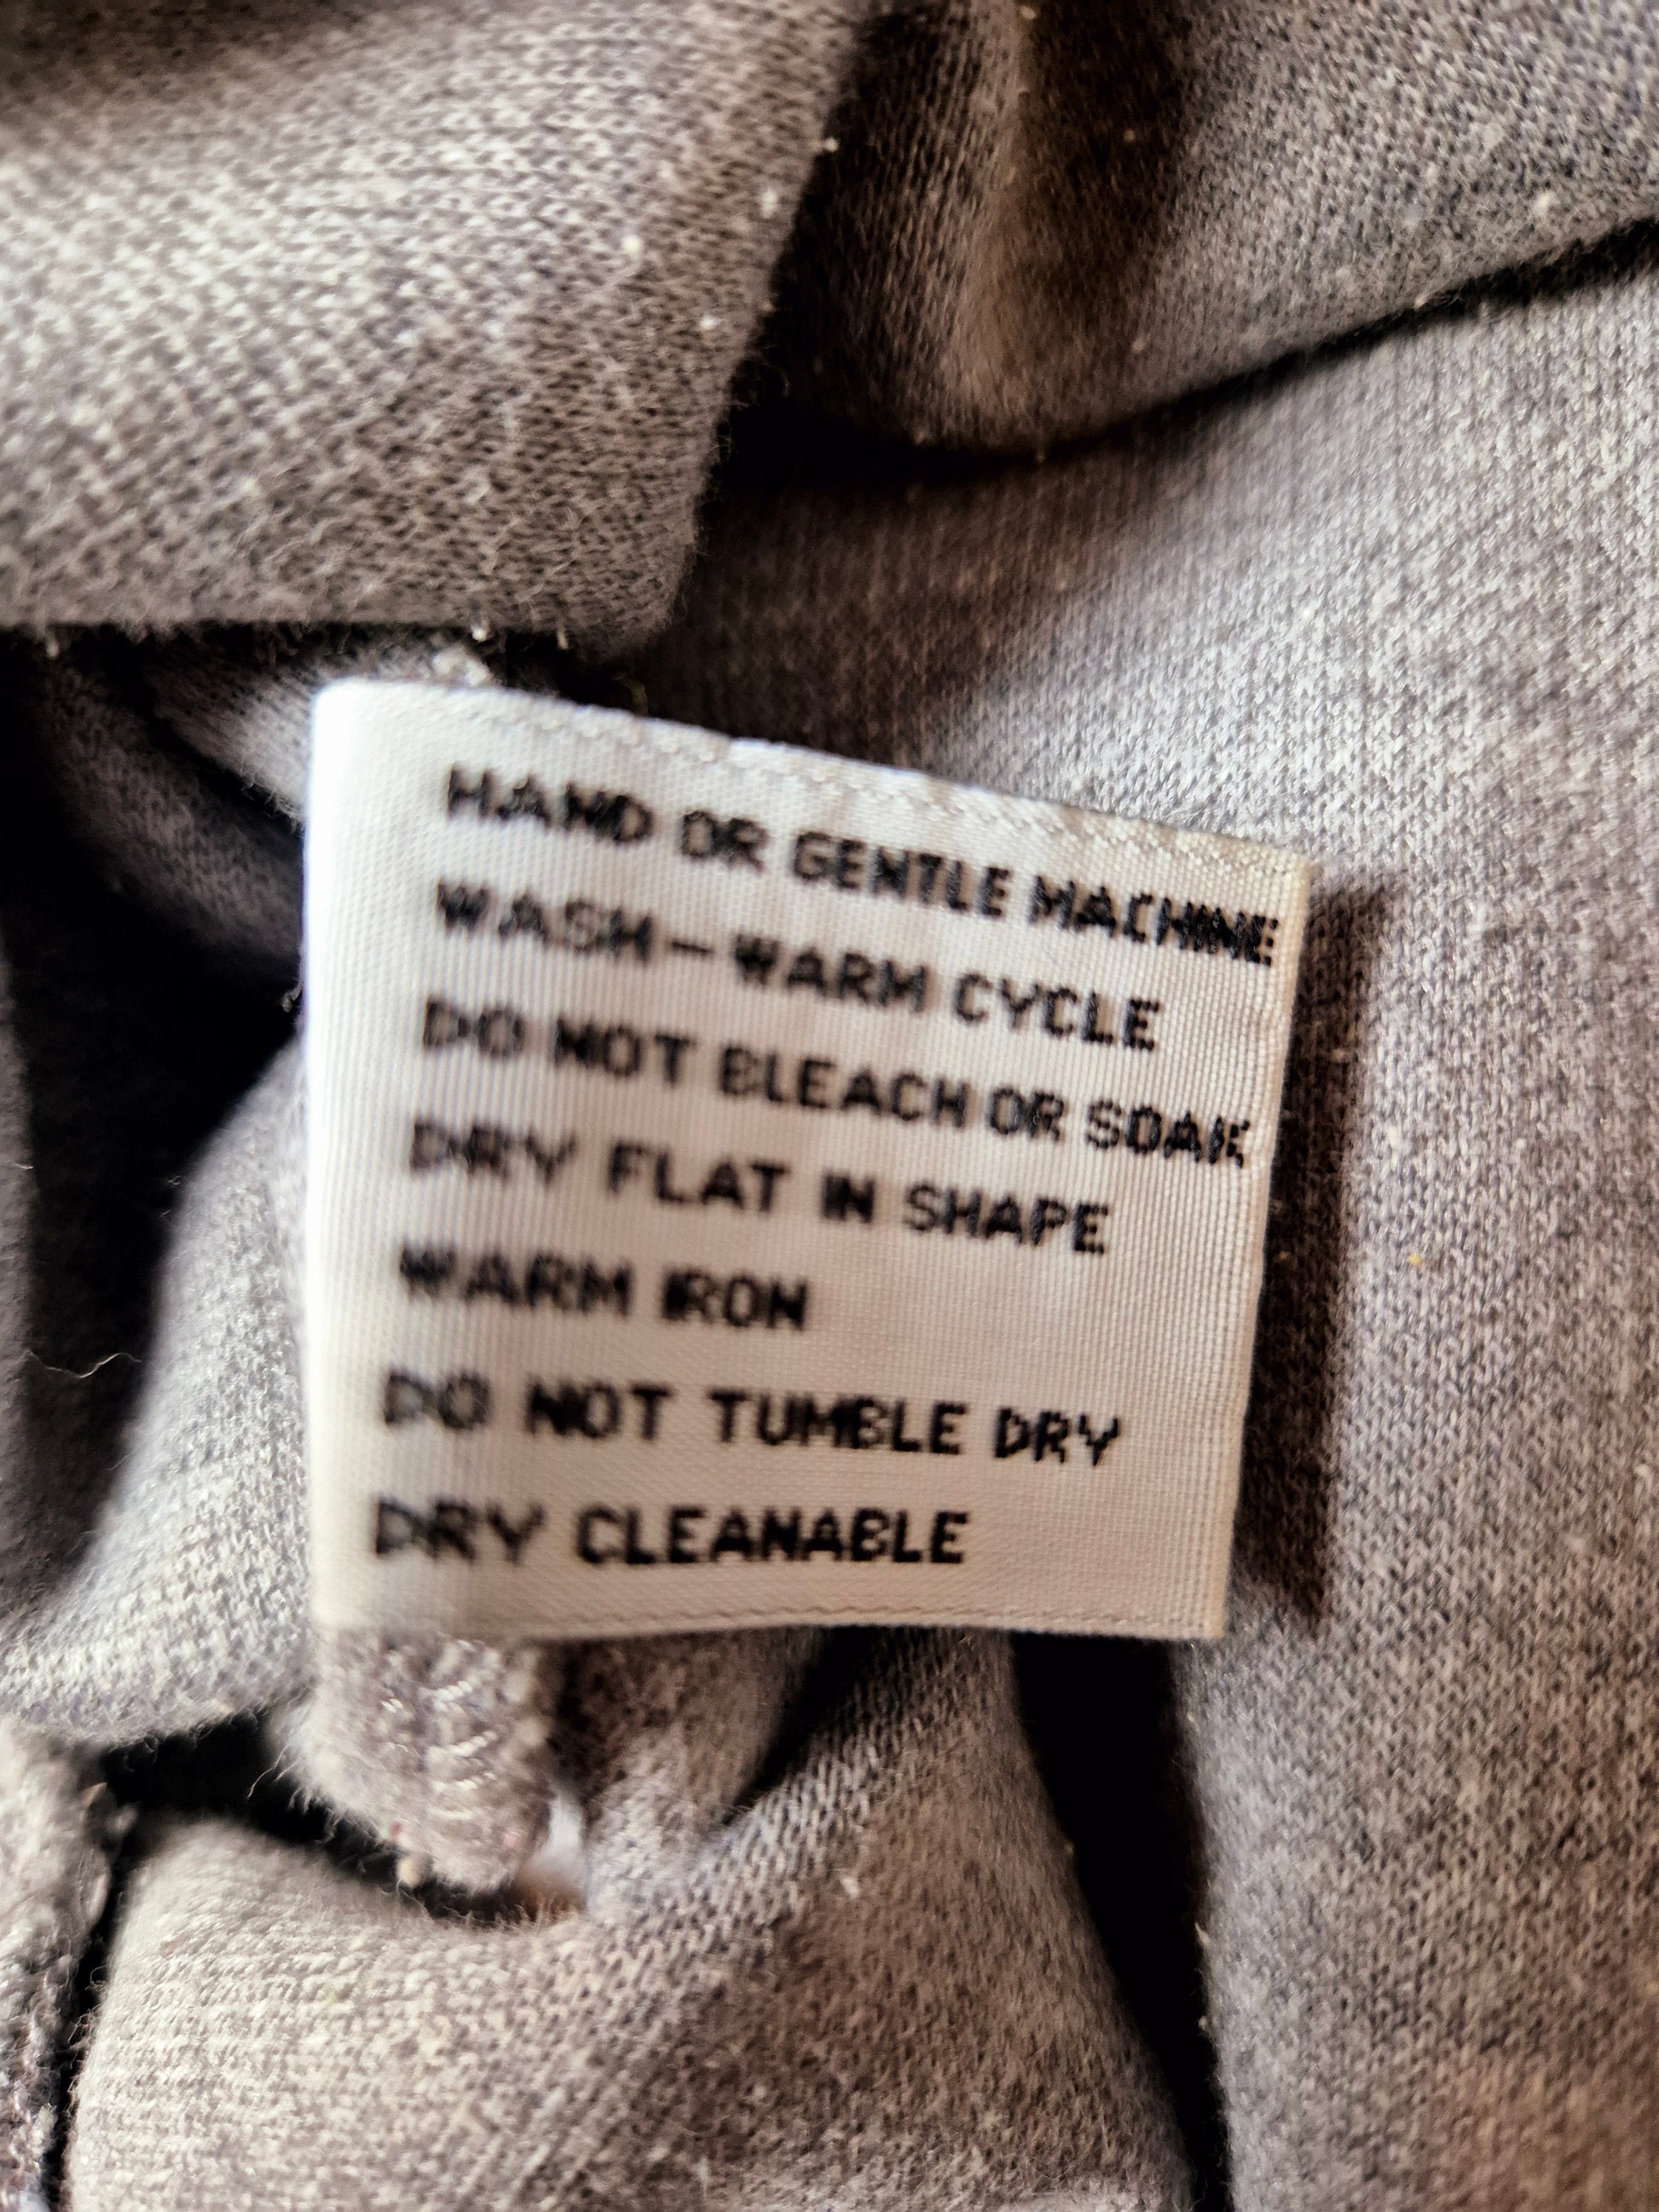 HAND OR GENTLE MACHINE
WASH-WARM CYCLE
DO NOT BLEACH OR SOAK
DRY FLAT IN SHAPE
WARM IRON
DO NOT TUMBLE DRY
DRY CLEANABLE